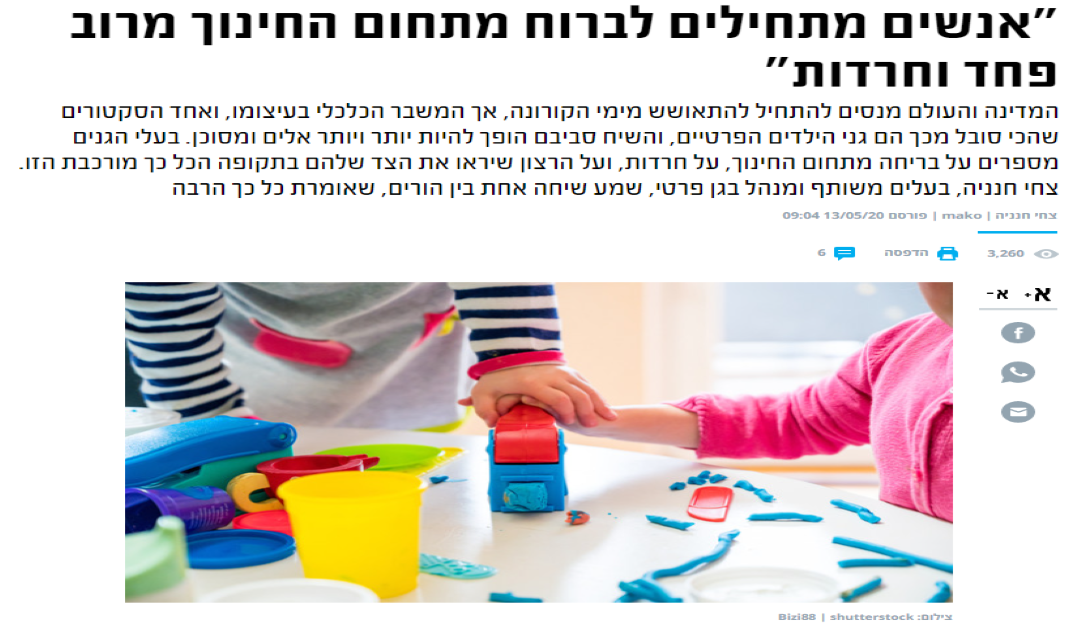 "אנשים מתחילים לברוח מתחום החינוך מרוב
פחד וחרדות"
המדינה והעולם מנסים להתחיל להתאושש מימי הקורונה, אך המשבר הכלכלי בעיצומו, ואחד הסקטורים
שהכי סובל מכך הם גני הילדים הפרטיים, והשיח סביבם הופך להיות יותר ויותר אלים ומסוכן. בעלי הגנים
מספרים על בריחה מתחום החינוך, על חרדות, ועל הרצון שיראו את הצד שלהם בתקופה הכל כך מורכבת הזו.
צחי חנניה, בעלים משותף ומנהל בגן פרטי, שמע שיחה אחת בין הורים, שאומרת כל כך הרבה
צחי חנניה | mako | פורסם 13/05/20 09:04
3,260 הדפסה 6
א+ א-
צילום: Bizi88 | shutterstock